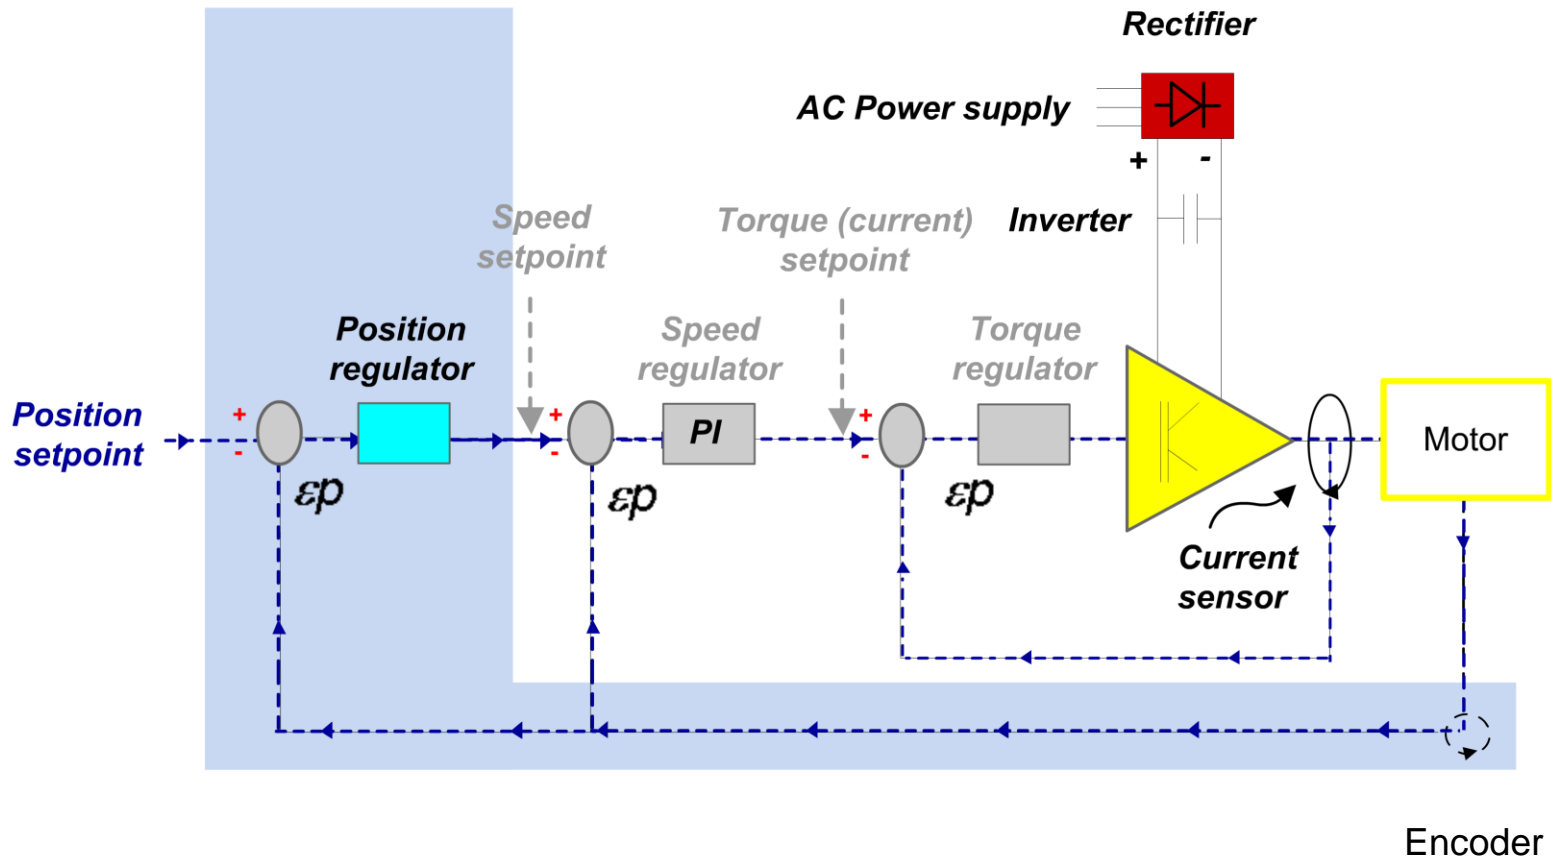 Rectifier
AC Power supply
+ -
Speed
setpoint
Torque (current)
setpoint
Inverter
Position
regulator
Speed
regulator
Torque
regulator
Position
setpoint
+
-
+
-
PI
+
-
Motor
εp
εp
εp
Current
sensor
Encoder